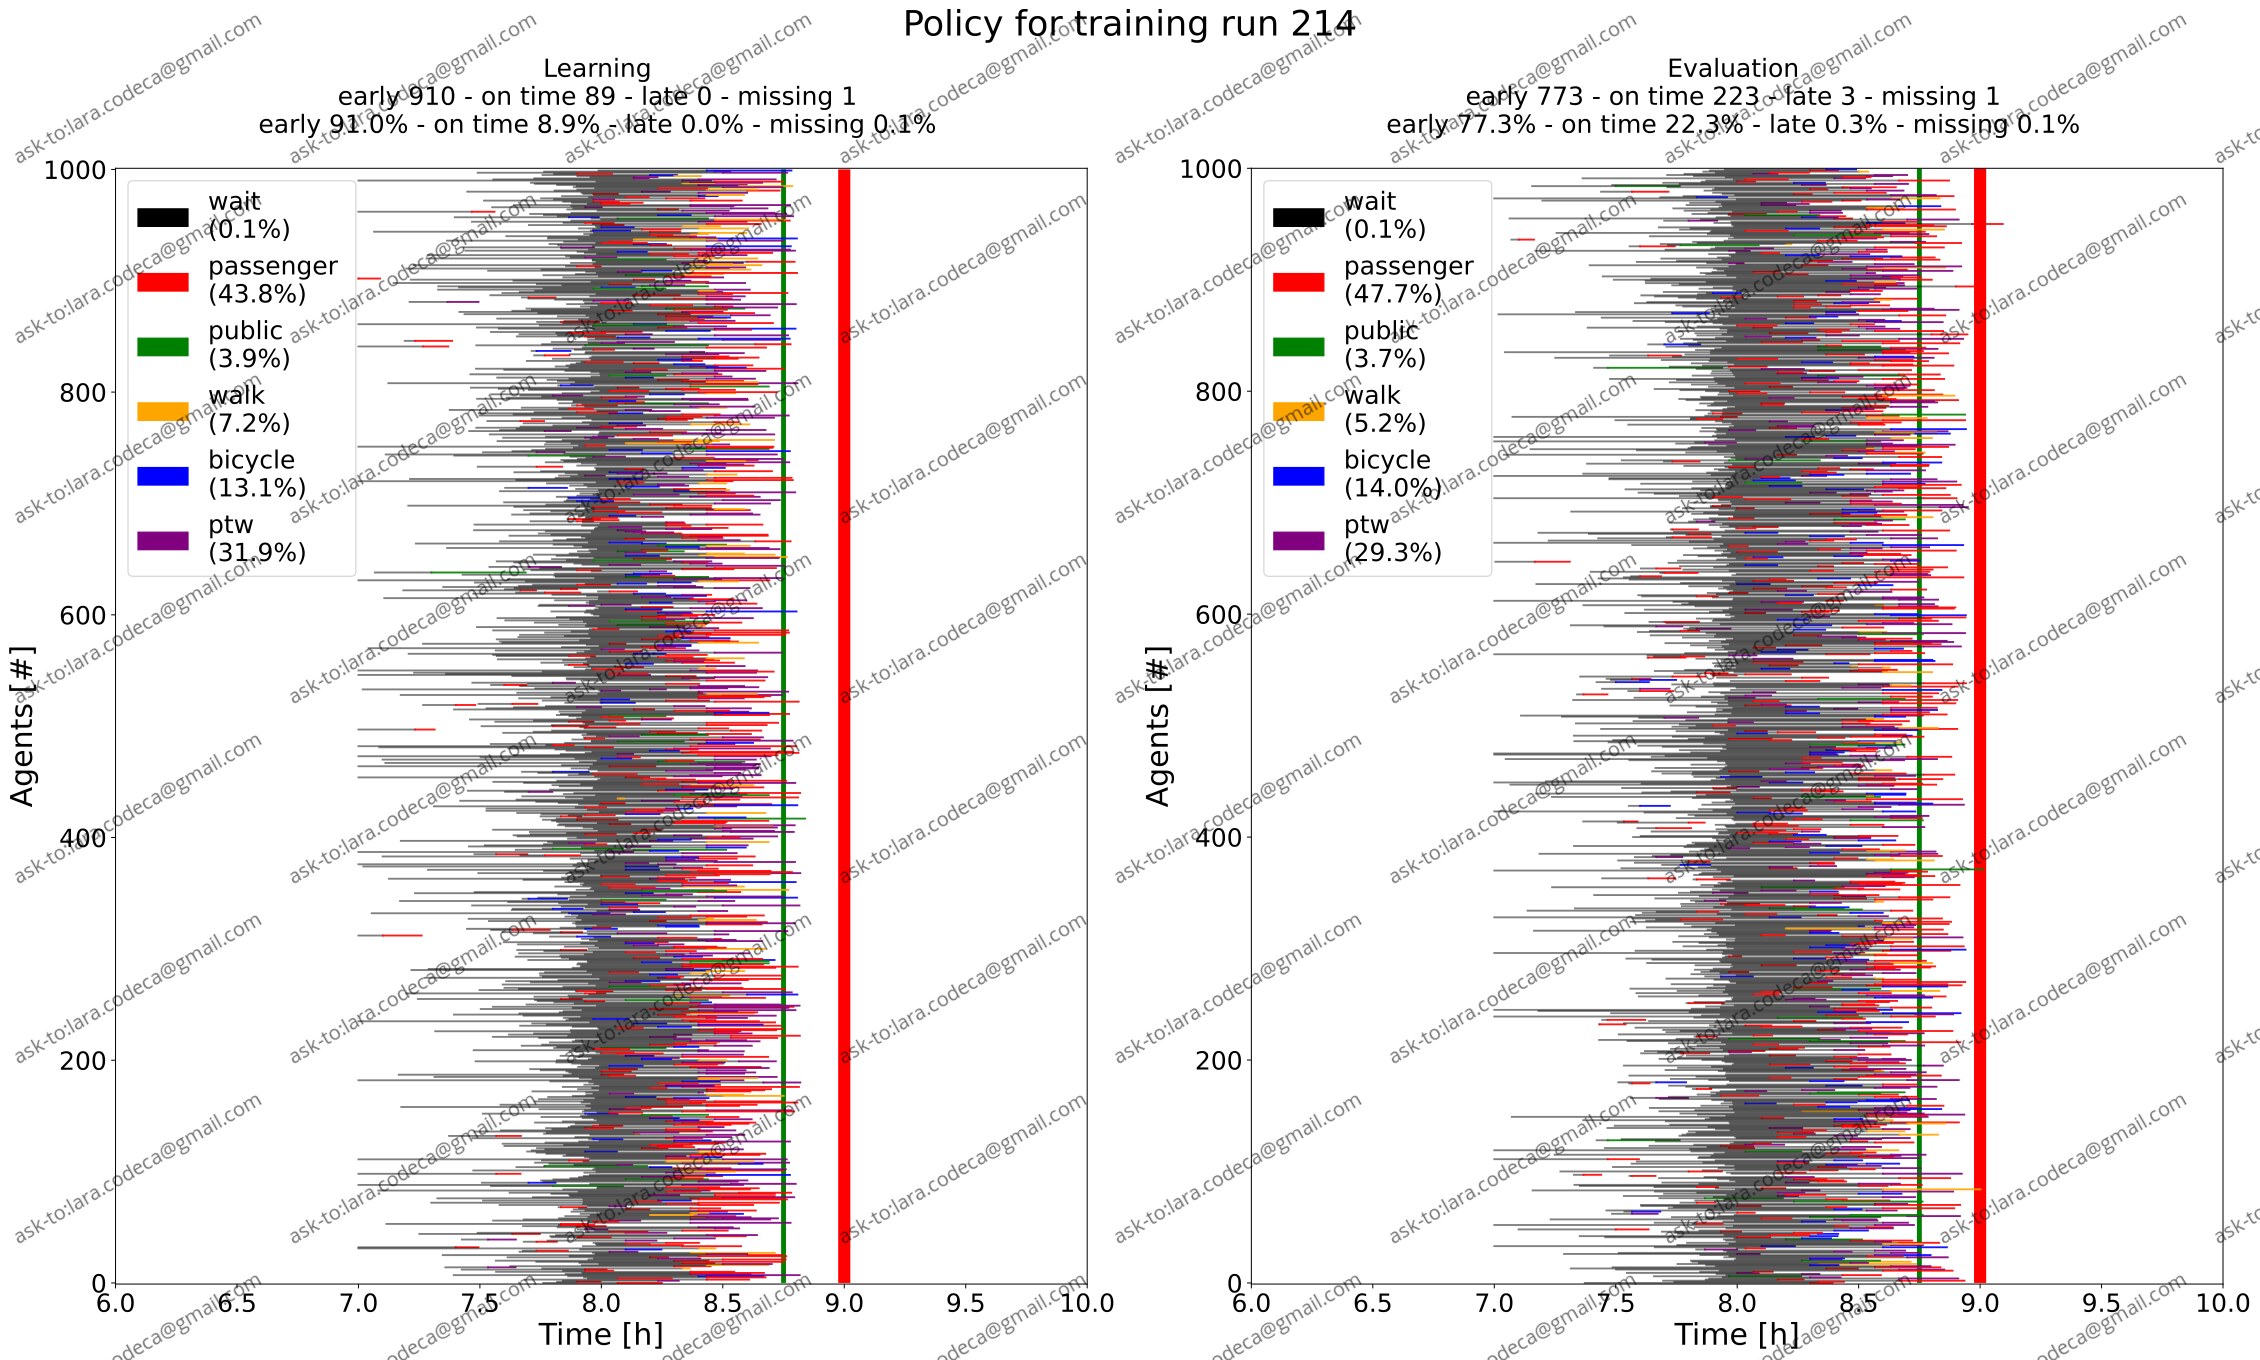 Policy for training run 214
Learning
early 910 - on time 89 - late 0 - missing 1
early 91.0% - on time 8.9% - late 0.0% - missing 0.1%
1000
800
600
400
200
0
Agents [#]
wait
(0.1%)
passenger
(43.8%)
public
(3.9%)
walk
(7.2%)
bicycle
(13.1%)
ptw
(31.9%)
6.0 6.5 7.0 7.5 8.0 8.5 9.0 9.5 10.0
Time [h]
Evaluation
early 773 - on time 223 - late 3 - missing 1
early 77.3% - on time 22.3% - late 0.3% - missing 0.1%
1000
800
600
400
200
0
Agents [#]
wait
(0.1%)
passenger
(47.7%)
public
(3.7%)
walk
(5.2%)
bicycle
(14.0%)
ptw
(29.3%)
6.0 6.5 7.0 7.5 8.0 8.5 9.0 9.5 10.0
Time [h]
ask-to:lara.codeca@gmail.com